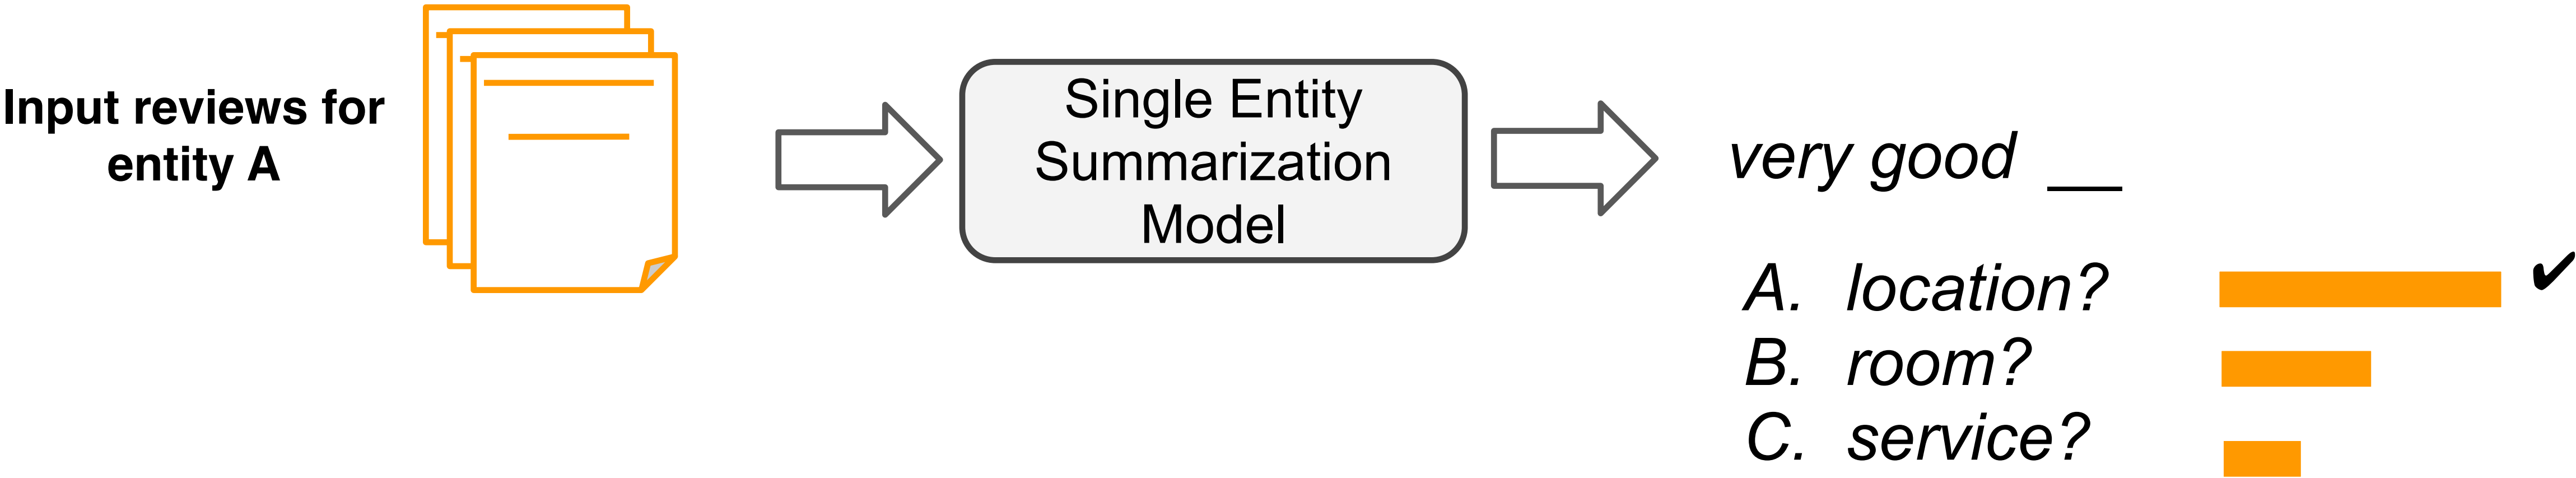 Input reviews for
entity A
Single Entity
Summarization
Model
very good __
A. location?
B. room?
C. service?